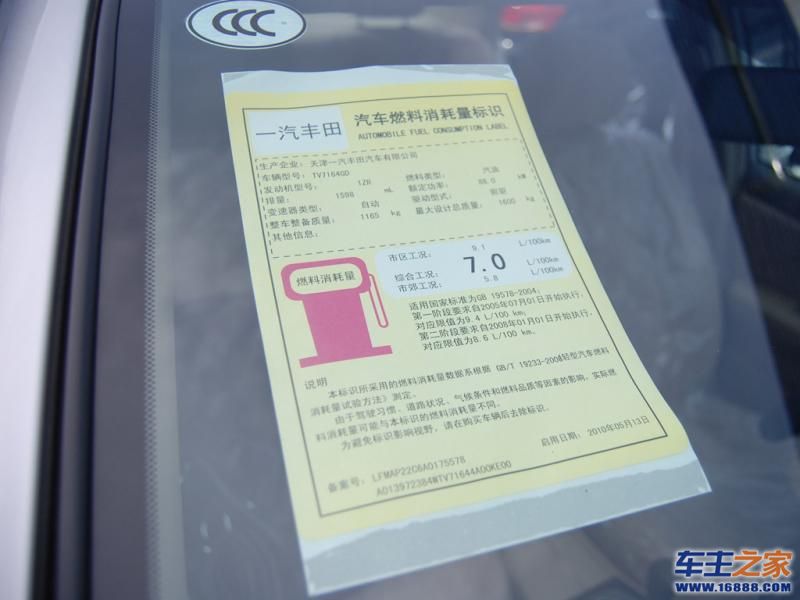 CCC
一汽丰田
汽车燃料消耗量标识
AUTOMOBILE FUEL CONSUMPTION LABEL
生产企业: 天津一汽丰田汽车有限公司
车辆型号: TV7164GD 燃料类型: 汽油
发动机型号: 1ZR 额定功率: 88.0 kW
排量: 1598 mL 驱动型式: 前驱
变速器类型: 自动 最大设计总质量: 1600 kg
整车整备质量: 1165 kg
其他信息:
燃料消耗量
市区工况: 9.1 L/100km
综合工况: 7.0 L/100km
市郊工况: 5.8 L/100km
适用国家标准为GB 19578-2004:
第一阶段要求自2005年07月01日开始执行,
对应限值为9.4 L/100 km.
第二阶段要求自2008年01月01日开始执行,
对应限值为8.6 L/100 km.
说明
本标识所采用的燃料消耗量数据系根据 GB/T 19233-2008轻型汽车燃料
消耗量试验方法》测定。
由于驾驶习惯、道路状况、气候条件和燃料品质等因素的影响,实际燃
料消耗量可能与本标识的燃料消耗量不同。
为避免标识影响视野,请在购买车辆后去除标识。
备案号: LFMAP22C6A0175578 启用日期: 2010年05月13日
A013972384WTV71644A00KE00
车主之家
www.16888.com